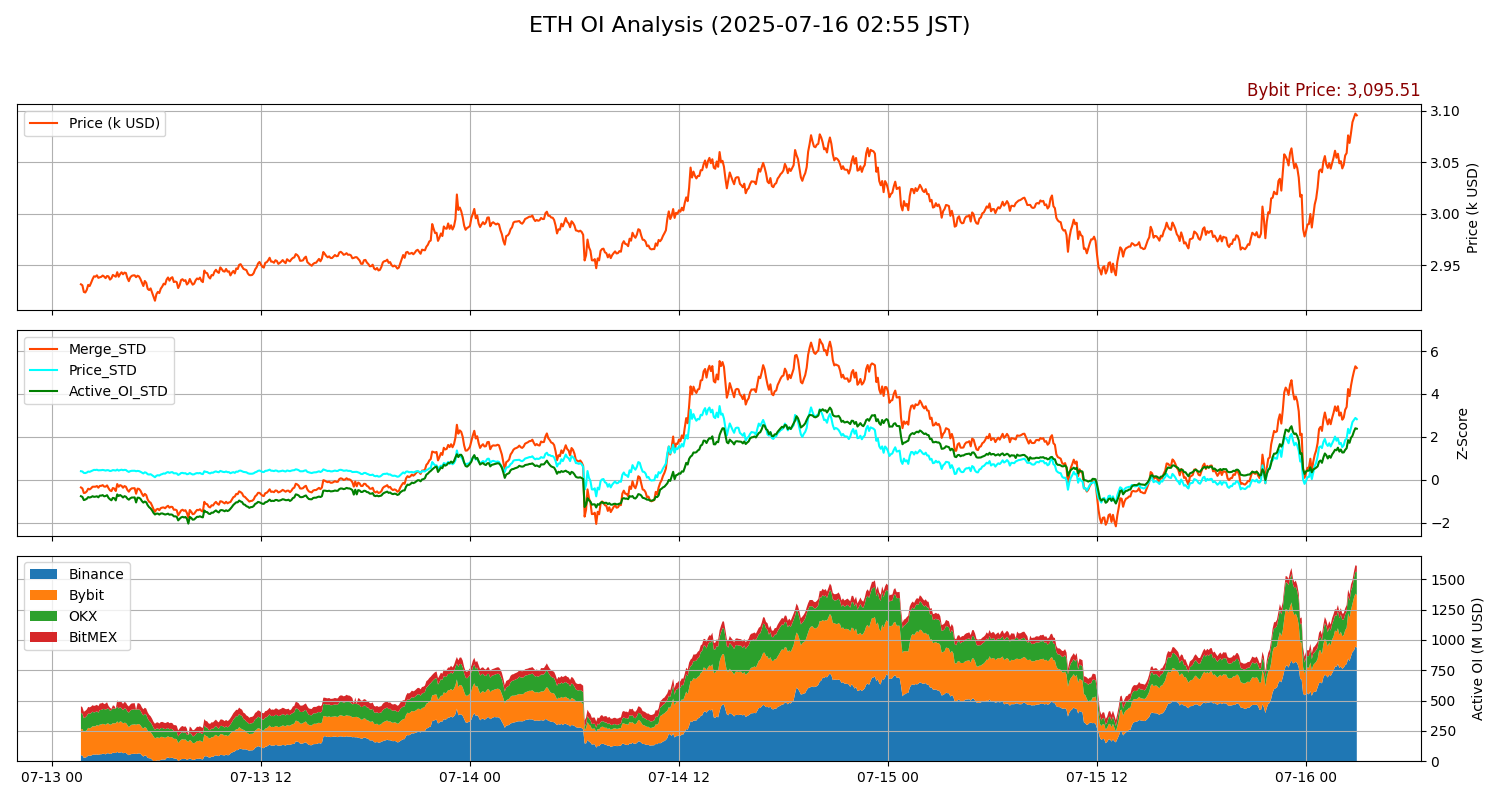 ETH OI Analysis (2025-07-16 02:55 JST)
Bybit Price: 3,095.51
Price (k USD)
3.10
3.05
3.00
2.95
Price (k USD)
Merge_STD
Price_STD
Active_OI_STD
6
4
2
0
−2
Z-Score
Binance
Bybit
OKX
BitMEX
1500
1250
1000
750
500
250
0
Active OI (M USD)
07-13 00
07-13 12
07-14 00
07-14 12
07-15 00
07-15 12
07-16 00